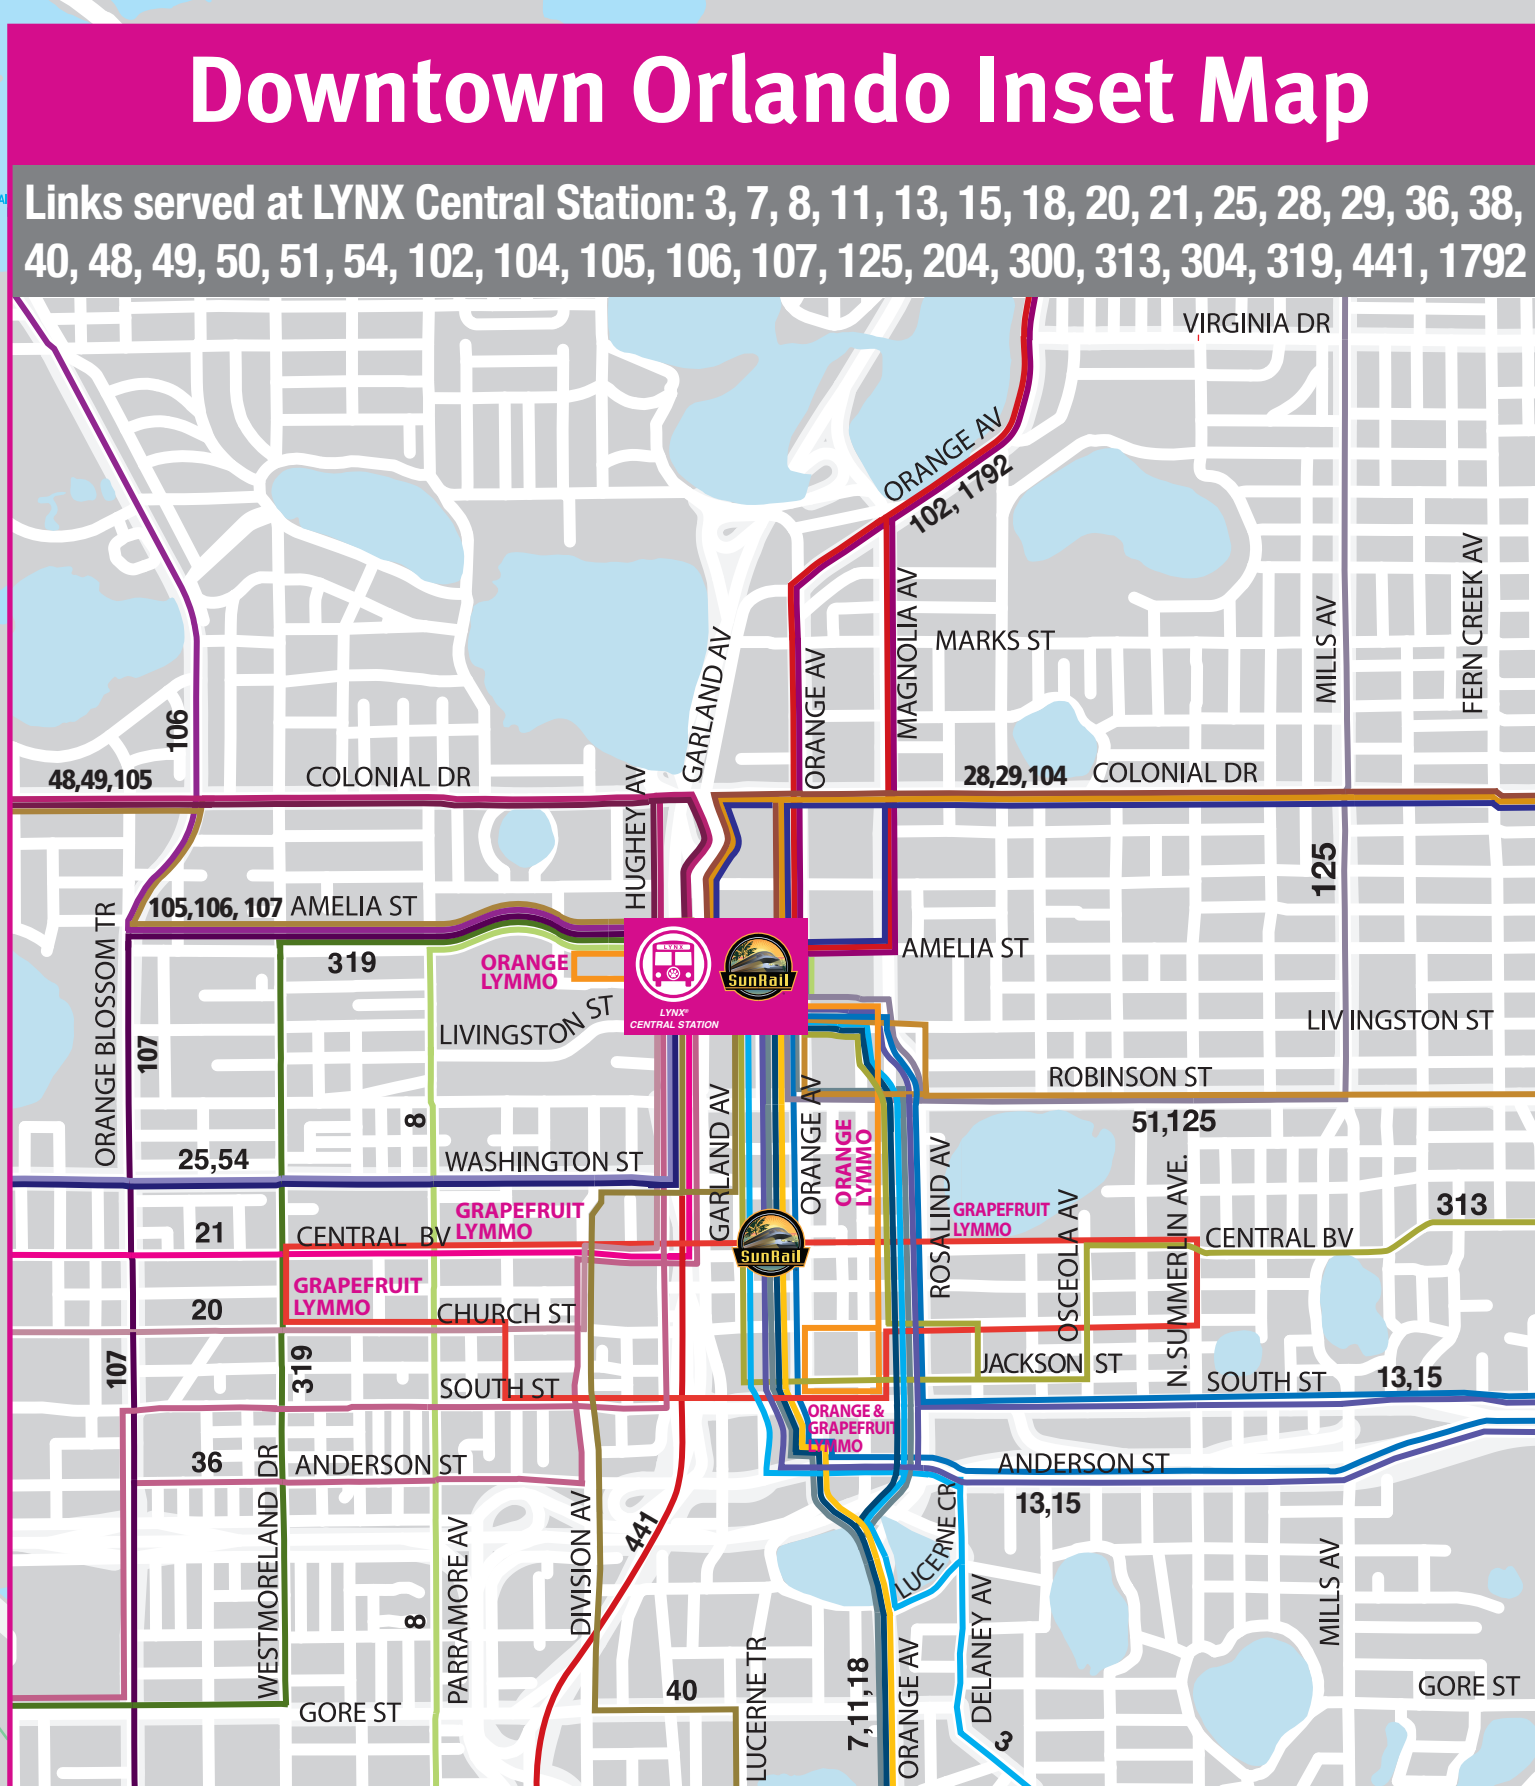 Downtown Orlando Inset Map
Links served at LYNX Central Station: 3, 7, 8, 11, 13, 15, 18, 20, 21, 25, 28, 29, 36, 38,
40, 48, 49, 50, 51, 54, 102, 104, 105, 106, 107, 125, 204, 300, 313, 304, 319, 441, 1792
VIRGINIA DR
ORANGE AV
102, 1792
FERN CREEK AV
MAGNOLIA AV
MILLS AV
MARKS ST
GARLAND AV
ORANGE AV
106
48,49,105
COLONIAL DR
HUGHEY AV
28,29,104
COLONIAL DR
125
105,106, 107
AMELIA ST
ORANGE BLOSSOM TR
319
ORANGE
LYMMO
LYNX
SunRail
AMELIA ST
LYNX®
CENTRAL STATION
LIVINGSTON ST
LIVINGSTON ST
107
ROBINSON ST
8
GARLAND AV
ORANGE AV
ORANGE
LYMMO
51,125
25,54
WASHINGTON ST
ROSALIND AV
N. SUMMERLIN AVE.
GRAPEFRUIT
LYMMO
GRAPEFRUIT
LYMMO
OSCEOLA AV
313
21
CENTRAL BV
SunRail
CENTRAL BV
GRAPEFRUIT
LYMMO
20
CHURCH ST
107
319
JACKSON ST
SOUTH ST
SOUTH ST
13,15
ORANGE &
GRAPEFRUIT
LYMMO
36
ANDERSON ST
ANDERSON ST
13,15
WESTMORELAND DR
PARRAMORE AV
DIVISION AV
441
LUCERNE CR
DELANEY AV
MILLS AV
8
LUCERNE TR
7,11,18
ORANGE AV
40
GORE ST
GORE ST
3